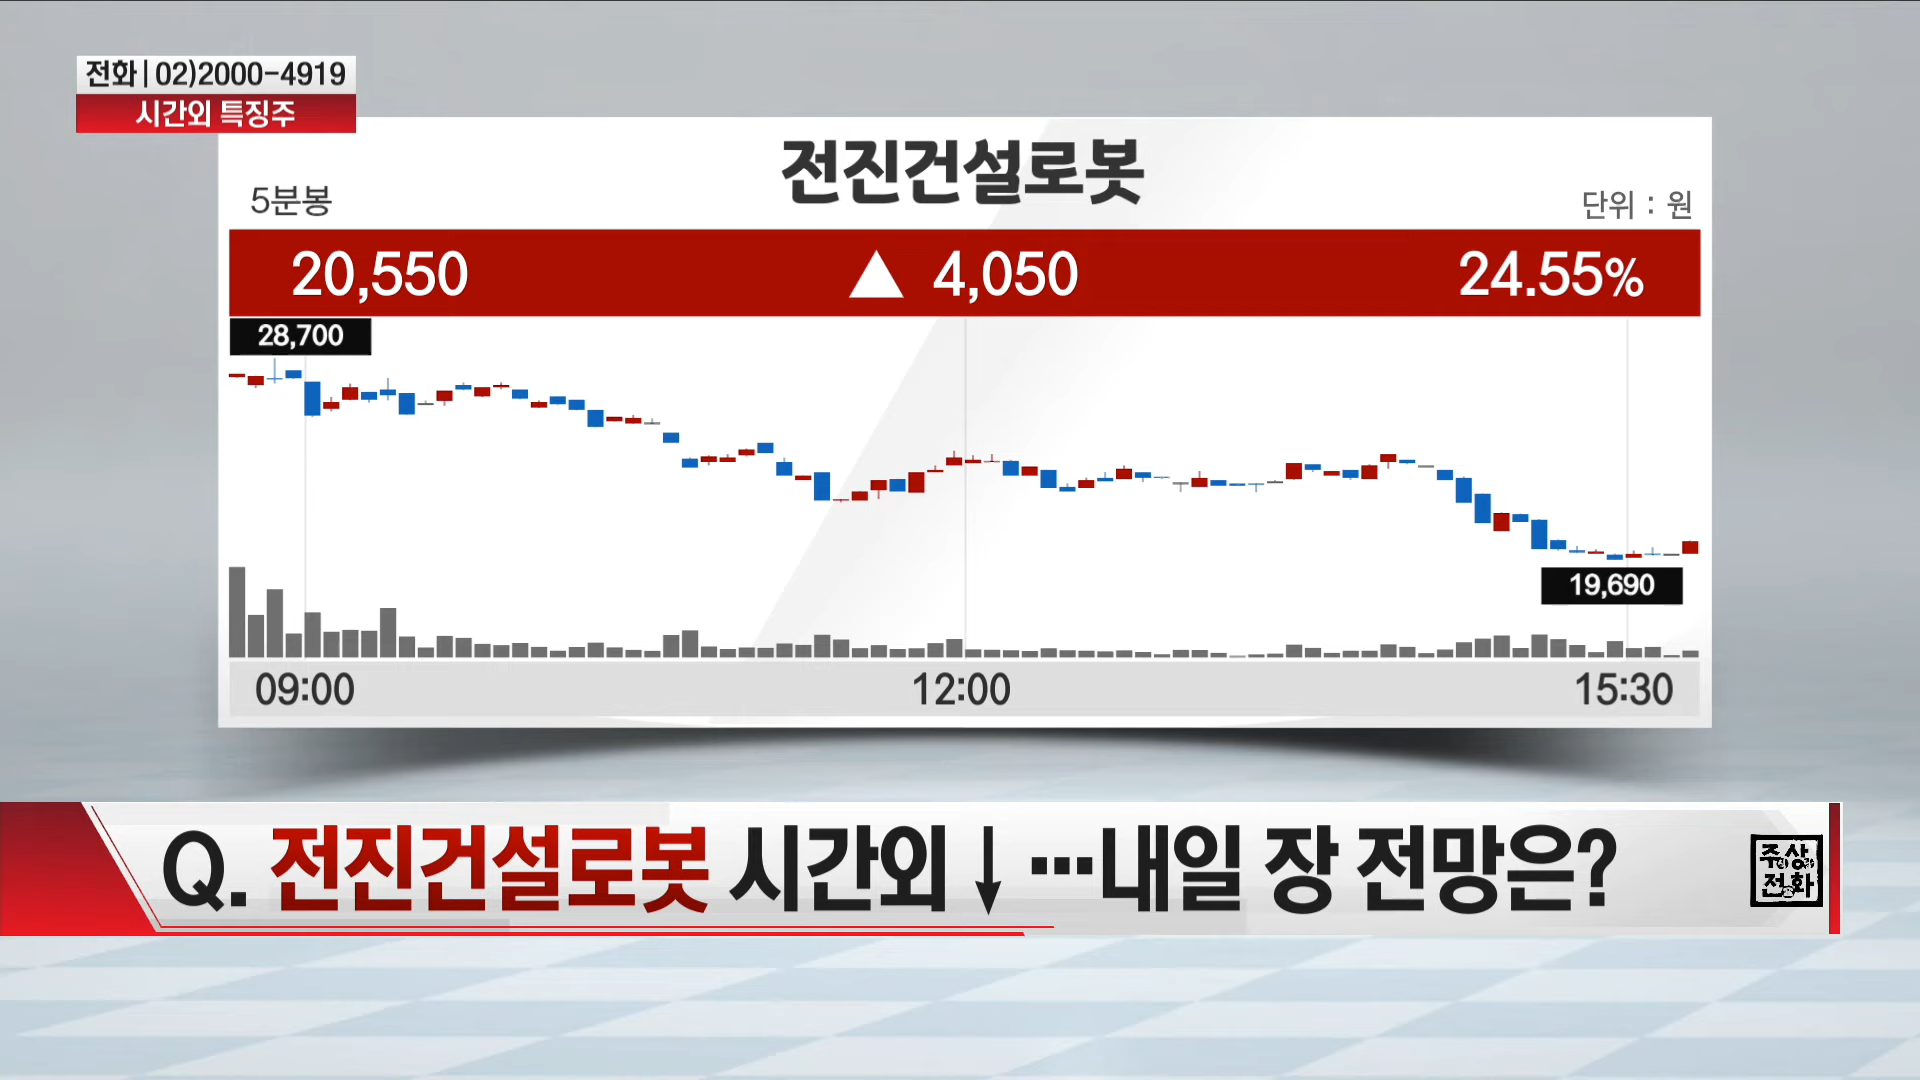 전화 | 02)2000-4919
시간외 특징주
전진건설로봇
5분봉
단위 : 원
20,550 ▲ 4,050 24.55%
28,700
19,690
09:00 12:00 15:30
Q. 전진건설로봇 시간외↓…내일 장 전망은?
주상
전화